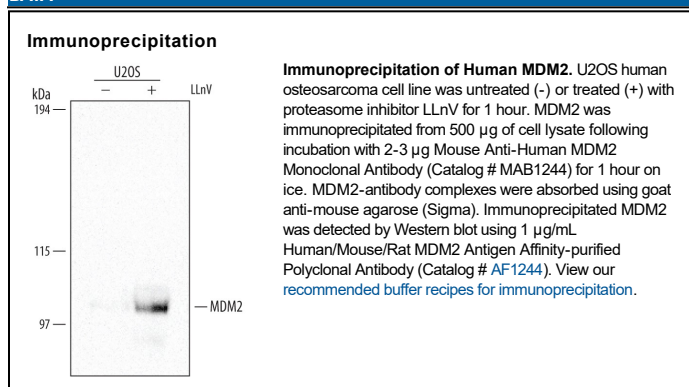 Immunoprecipitation
U2OS
kDa − + LLnV
194
115
MDM2
97
Immunoprecipitation of Human MDM2. U2OS human
osteosarcoma cell line was untreated (-) or treated (+) with
proteasome inhibitor LLnV for 1 hour. MDM2 was
immunoprecipitated from 500 µg of cell lysate following
incubation with 2-3 µg Mouse Anti-Human MDM2
Monoclonal Antibody (Catalog # MAB1244) for 1 hour on
ice. MDM2-antibody complexes were absorbed using goat
anti-mouse agarose (Sigma). Immunoprecipitated MDM2
was detected by Western blot using 1 µg/mL
Human/Mouse/Rat MDM2 Antigen Affinity-purified
Polyclonal Antibody (Catalog # AF1244). View our
recommended buffer recipes for immunoprecipitation.